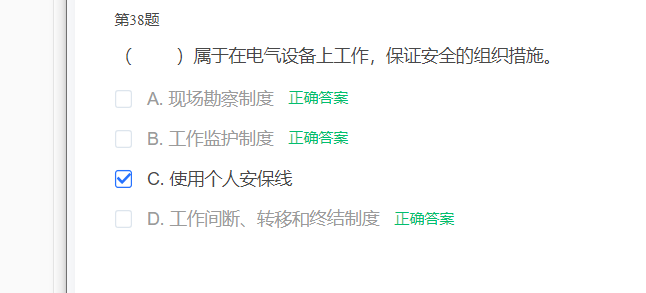 第38题
（　　）属于在电气设备上工作，保证安全的组织措施。
A. 现场勘察制度 正确答案
B. 工作监护制度 正确答案
C. 使用个人安保线
D. 工作间断、转移和终结制度 正确答案